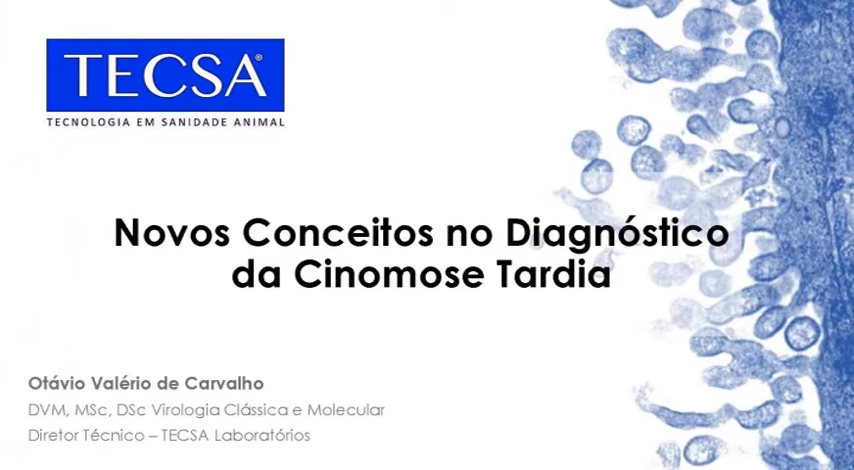 TECSA®
TECNOLOGIA EM SANIDADE ANIMAL
Novos Conceitos no Diagnóstico
da Cinomose Tardia
Otávio Valério de Carvalho
DVM, MSc, DSc Virologia Clássica e Molecular
Diretor Técnico – TECSA Laboratórios